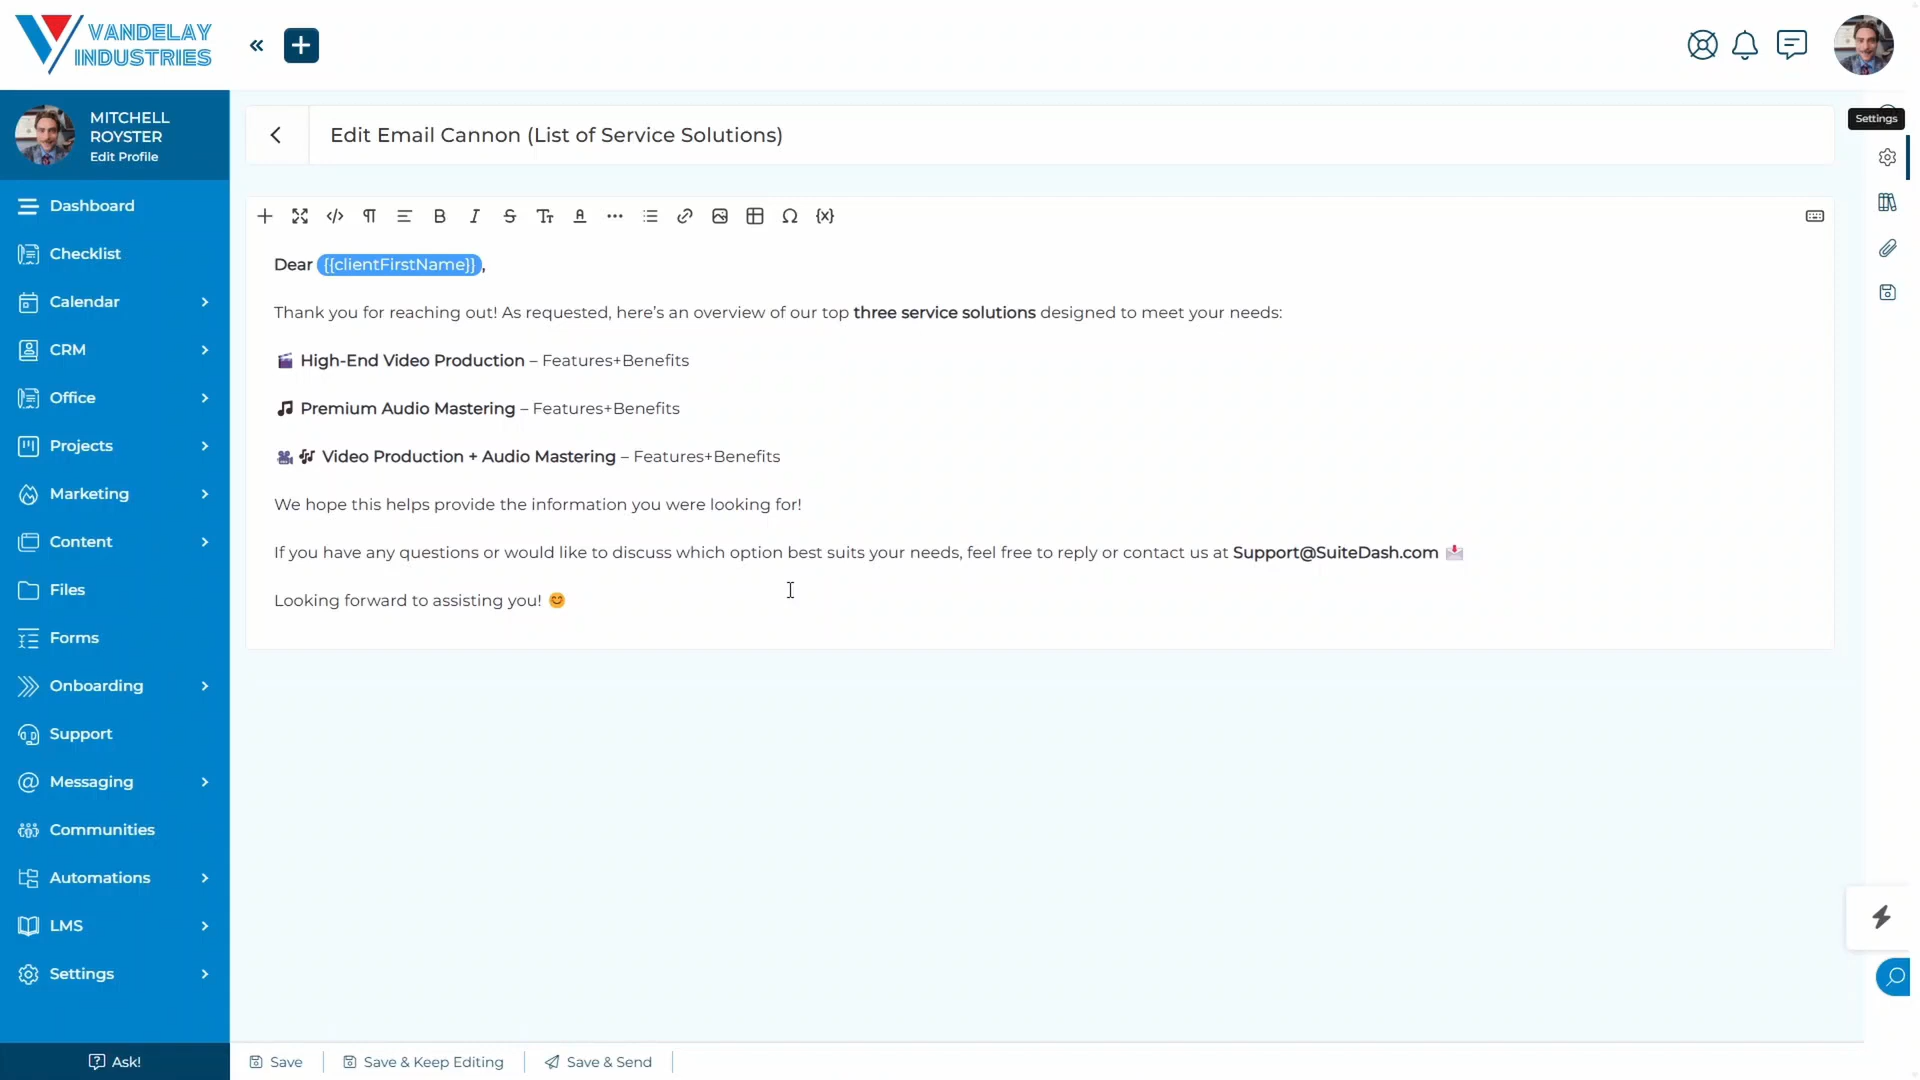 VANDELAY
INDUSTRIES
MITCHELL
ROYSTER
Edit Profile
Dashboard
Checklist
Calendar
CRM
Office
Projects
Marketing
Content
Files
Forms
Onboarding
Support
Messaging
Communities
Automations
LMS
Settings
Ask!
Edit Email Cannon (List of Service Solutions)
Settings
Dear {{clientFirstName}},
Thank you for reaching out! As requested, here’s an overview of our top three service solutions designed to meet your needs:
🎬 High-End Video Production – Features+Benefits
🎵 Premium Audio Mastering – Features+Benefits
🎥 🎶 Video Production + Audio Mastering – Features+Benefits
We hope this helps provide the information you were looking for!
If you have any questions or would like to discuss which option best suits your needs, feel free to reply or contact us at Support@SuiteDash.com 📩
Looking forward to assisting you! 😊
Save
Save & Keep Editing
Save & Send